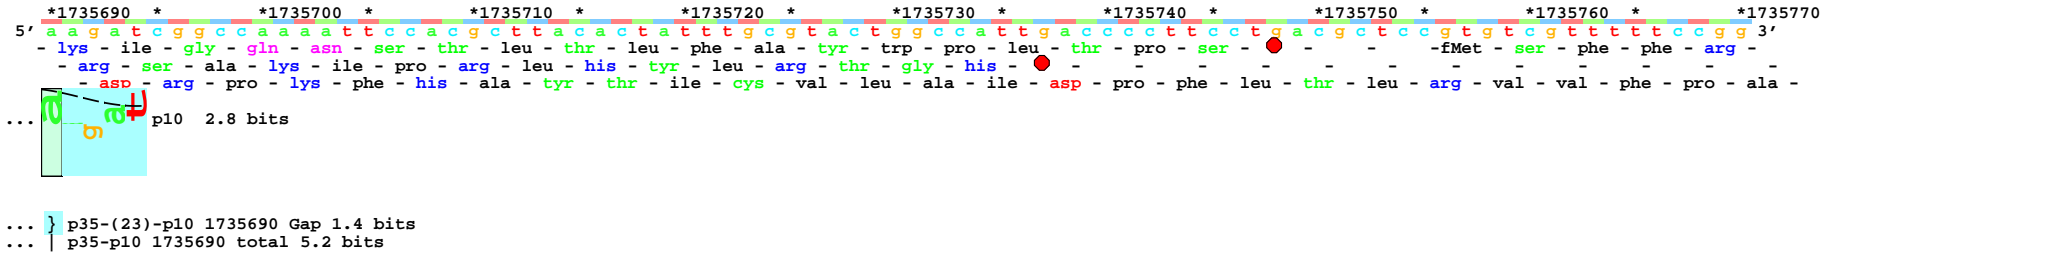 *1735690 * *1735700 * *1735710 * *1735720 * *1735730 * *1735740 * *1735750 * *1735760 * *1735770
5' a a g a t c g g c c a a a a t t c c a c g c t t a c a c t a t t t g c g t a c t g g c c a t t g a c c c c t t c c t g a c g c t c c g t g t c g t t t t t c c g g 3'
- lys - ile - gly - gln - asn - ser - thr - leu - thr - leu - phe - ala - tyr - trp - pro - leu - thr - pro - ser - - - -fMet - ser - phe - phe - arg -
- arg - ser - ala - lys - ile - pro - arg - leu - his - tyr - leu - arg - thr - gly - his - - - - - - - - - - - -
- asp - arg - pro - lys - phe - his - ala - tyr - thr - ile - cys - val - leu - ala - ile - asp - pro - phe - leu - thr - leu - arg - val - val - phe - pro - ala -
... a g a t p10 2.8 bits
... } p35-(23)-p10 1735690 Gap 1.4 bits
... | p35-p10 1735690 total 5.2 bits